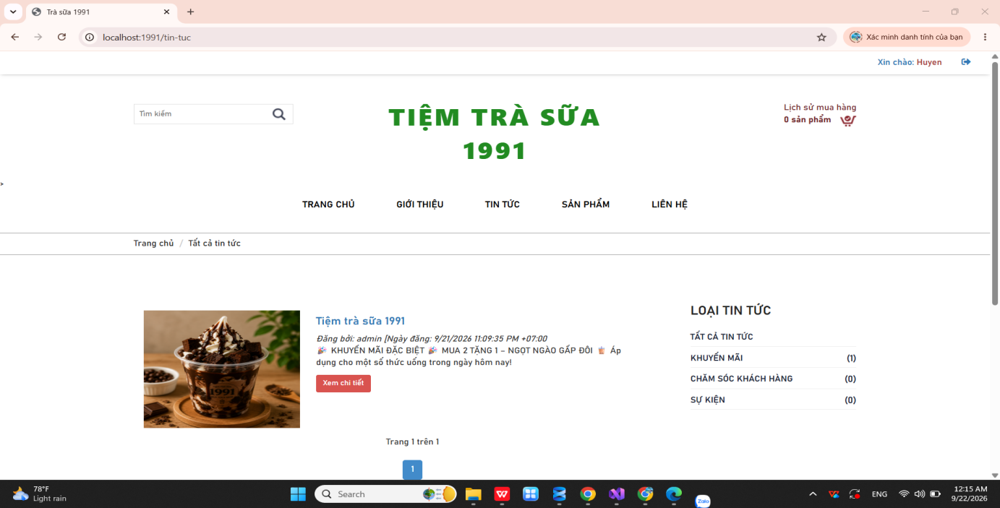 Trà sữa 1991
localhost:1991/tin-tuc
Xác minh danh tính của bạn
Xin chào: Huyen
Tìm kiếm
TIỆM TRÀ SỮA
1991
Lịch sử mua hàng
0 sản phẩm
>
TRANG CHỦ GIỚI THIỆU TIN TỨC SẢN PHẨM LIÊN HỆ
Trang chủ / Tất cả tin tức
1991
Tiệm trà sữa 1991
Đăng bởi: admin [Ngày đăng: 9/21/2026 11:09:35 PM +07:00
🎉 KHUYẾN MÃI ĐẶC BIỆT 🎉 MUA 2 TẶNG 1 – NGỌT NGÀO GẤP ĐÔI 🧋 Áp
dụng cho một số thức uống trong ngày hôm nay!
Xem chi tiết
LOẠI TIN TỨC
TẤT CẢ TIN TỨC
KHUYẾN MÃI (1)
CHĂM SÓC KHÁCH HÀNG (0)
SỰ KIỆN (0)
Trang 1 trên 1
1
78°F
Light rain
Search
Zalo
ENG
12:15 AM
9/22/2026